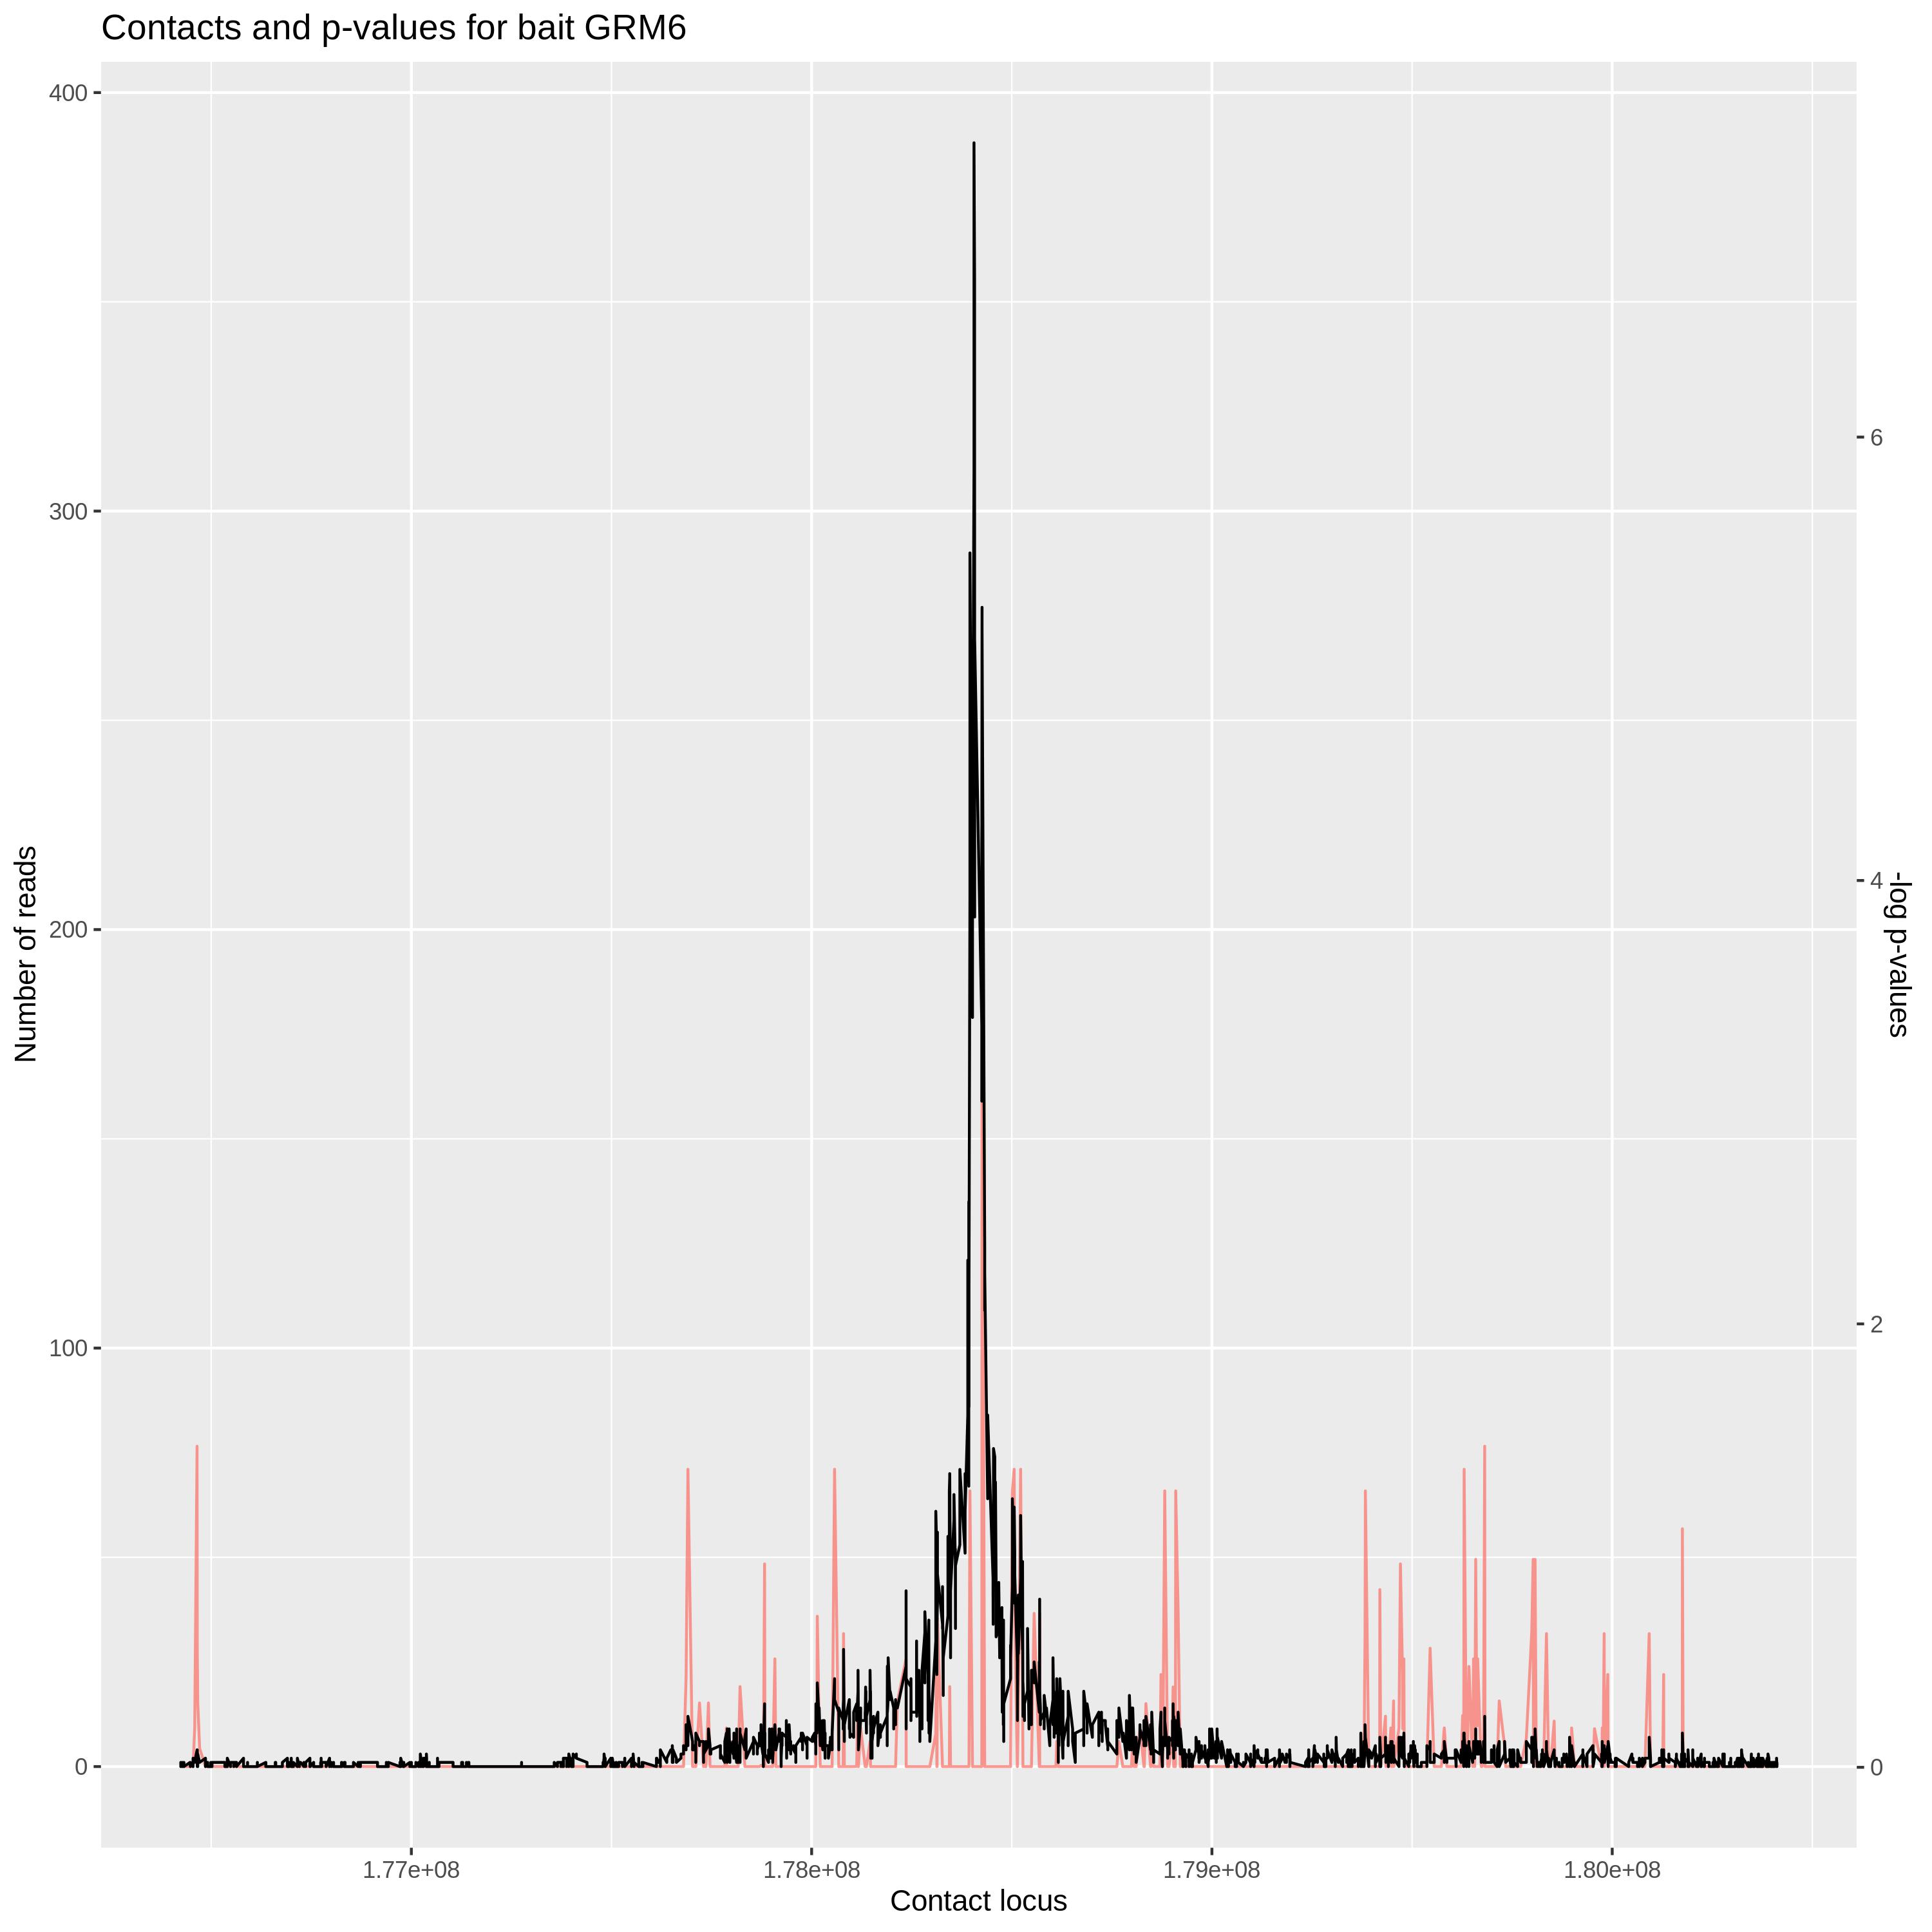 Contacts and p-values for bait GRM6
400
300
200
100
0
Number of reads
6
4
2
0
-log p-values
1.77e+08
1.78e+08
1.79e+08
1.80e+08
Contact locus